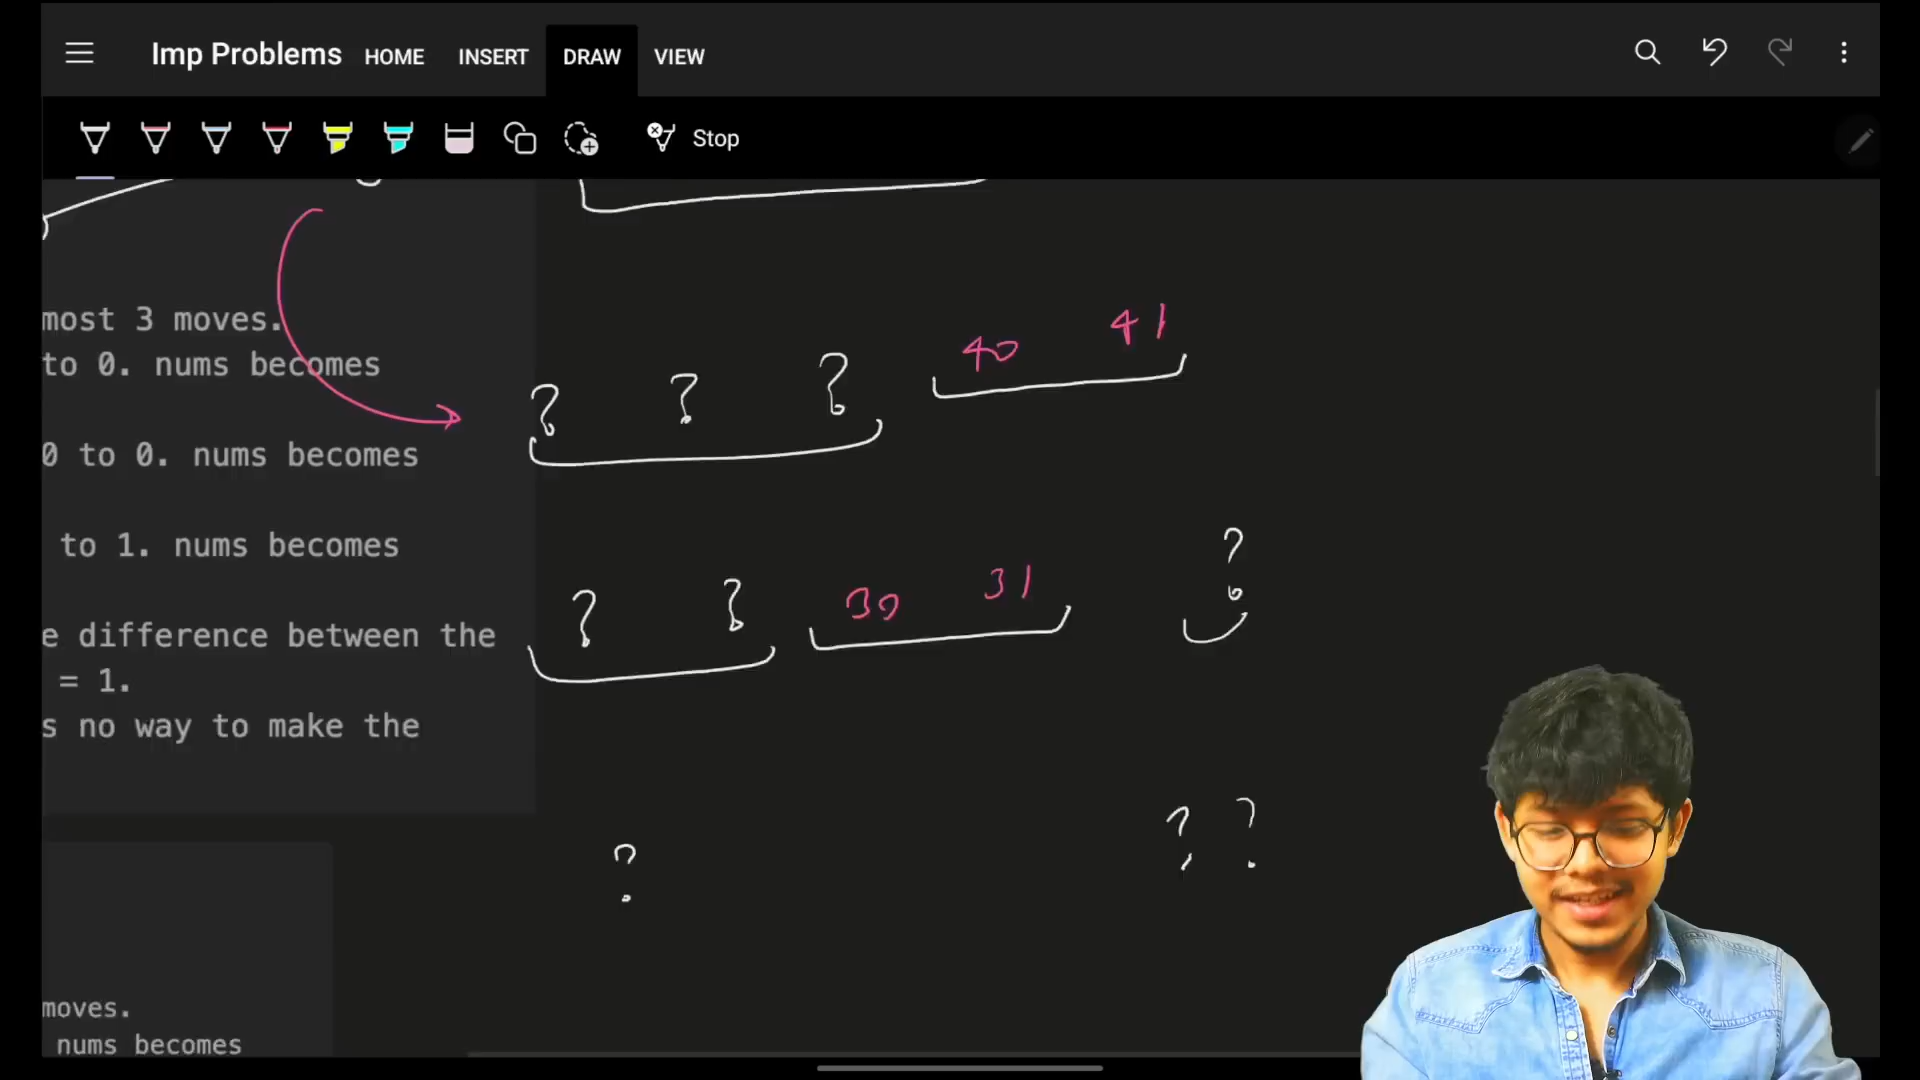 Imp Problems HOME INSERT DRAW VIEW
Stop
most 3 moves.
to 0. nums becomes
0 to 0. nums becomes
to 1. nums becomes
e difference between the
= 1.
s no way to make the
moves.
nums becomes
? ? ? 40 41
? ? 30 31 ?
? ? ?